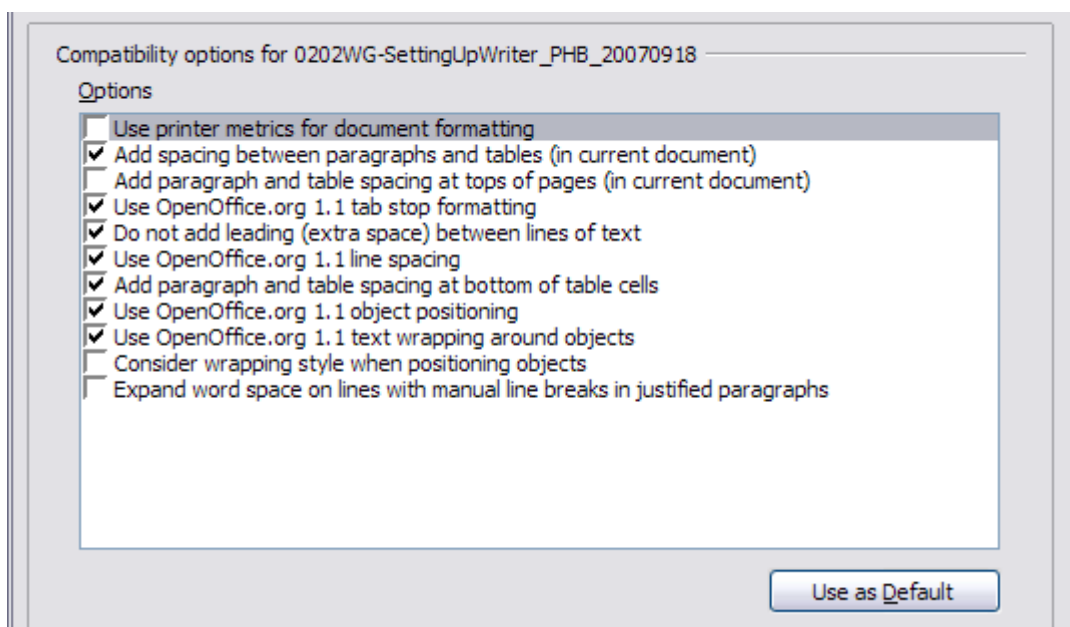 Compatibility options for 0202WG-SettingUpWriter_PHB_20070918
Options
Use printer metrics for document formatting
Add spacing between paragraphs and tables (in current document)
Add paragraph and table spacing at tops of pages (in current document)
Use OpenOffice.org 1.1 tab stop formatting
Do not add leading (extra space) between lines of text
Use OpenOffice.org 1.1 line spacing
Add paragraph and table spacing at bottom of table cells
Use OpenOffice.org 1.1 object positioning
Use OpenOffice.org 1.1 text wrapping around objects
Consider wrapping style when positioning objects
Expand word space on lines with manual line breaks in justified paragraphs
Use as Default